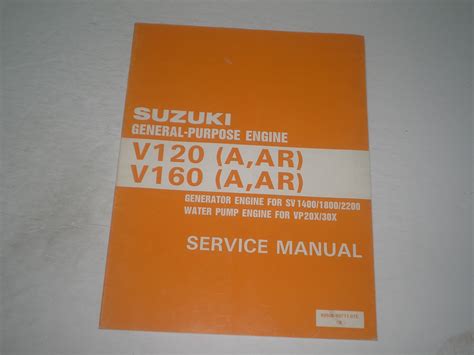 SUZUKI
GENERAL-PURPOSE ENGINE
V120 (A,AR)
V160 (A,AR)
GENERATOR ENGINE FOR SV1400/1800/2200
WATER PUMP ENGINE FOR VP20X/30X
SERVICE MANUAL